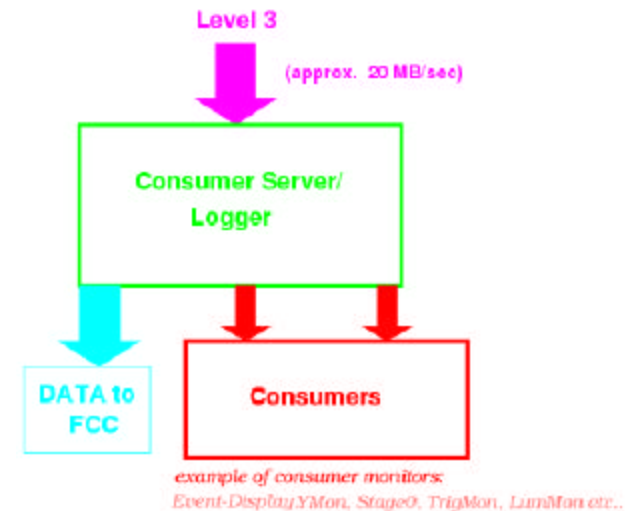 Level 3
(approx. 20 MB/sec)
Consumer Server/
Logger
DATA to
FCC
Consumers
example of consumer monitors:
Event-Display,YMon, Stage0, TrigMon, LumMon etc..